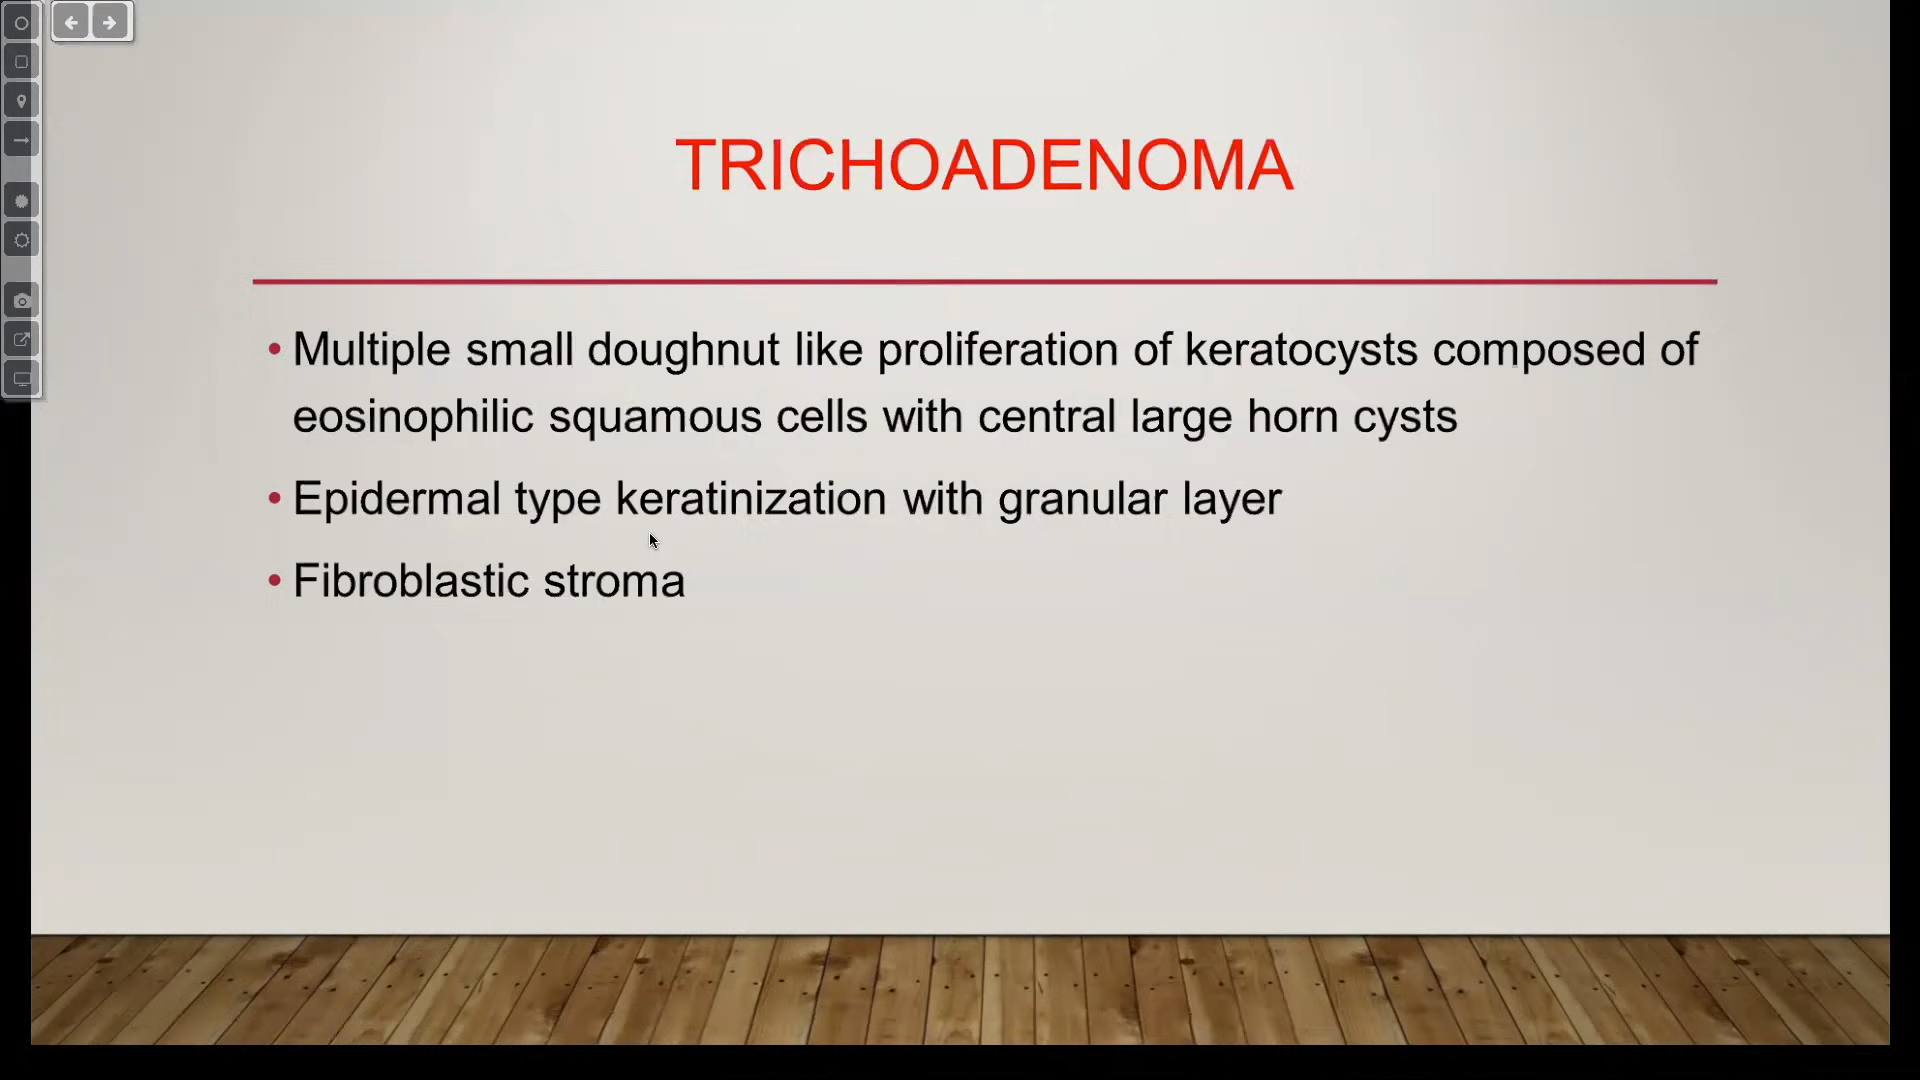 TRICHOADENOMA
• Multiple small doughnut like proliferation of keratocysts composed of
eosinophilic squamous cells with central large horn cysts
• Epidermal type keratinization with granular layer
• Fibroblastic stroma